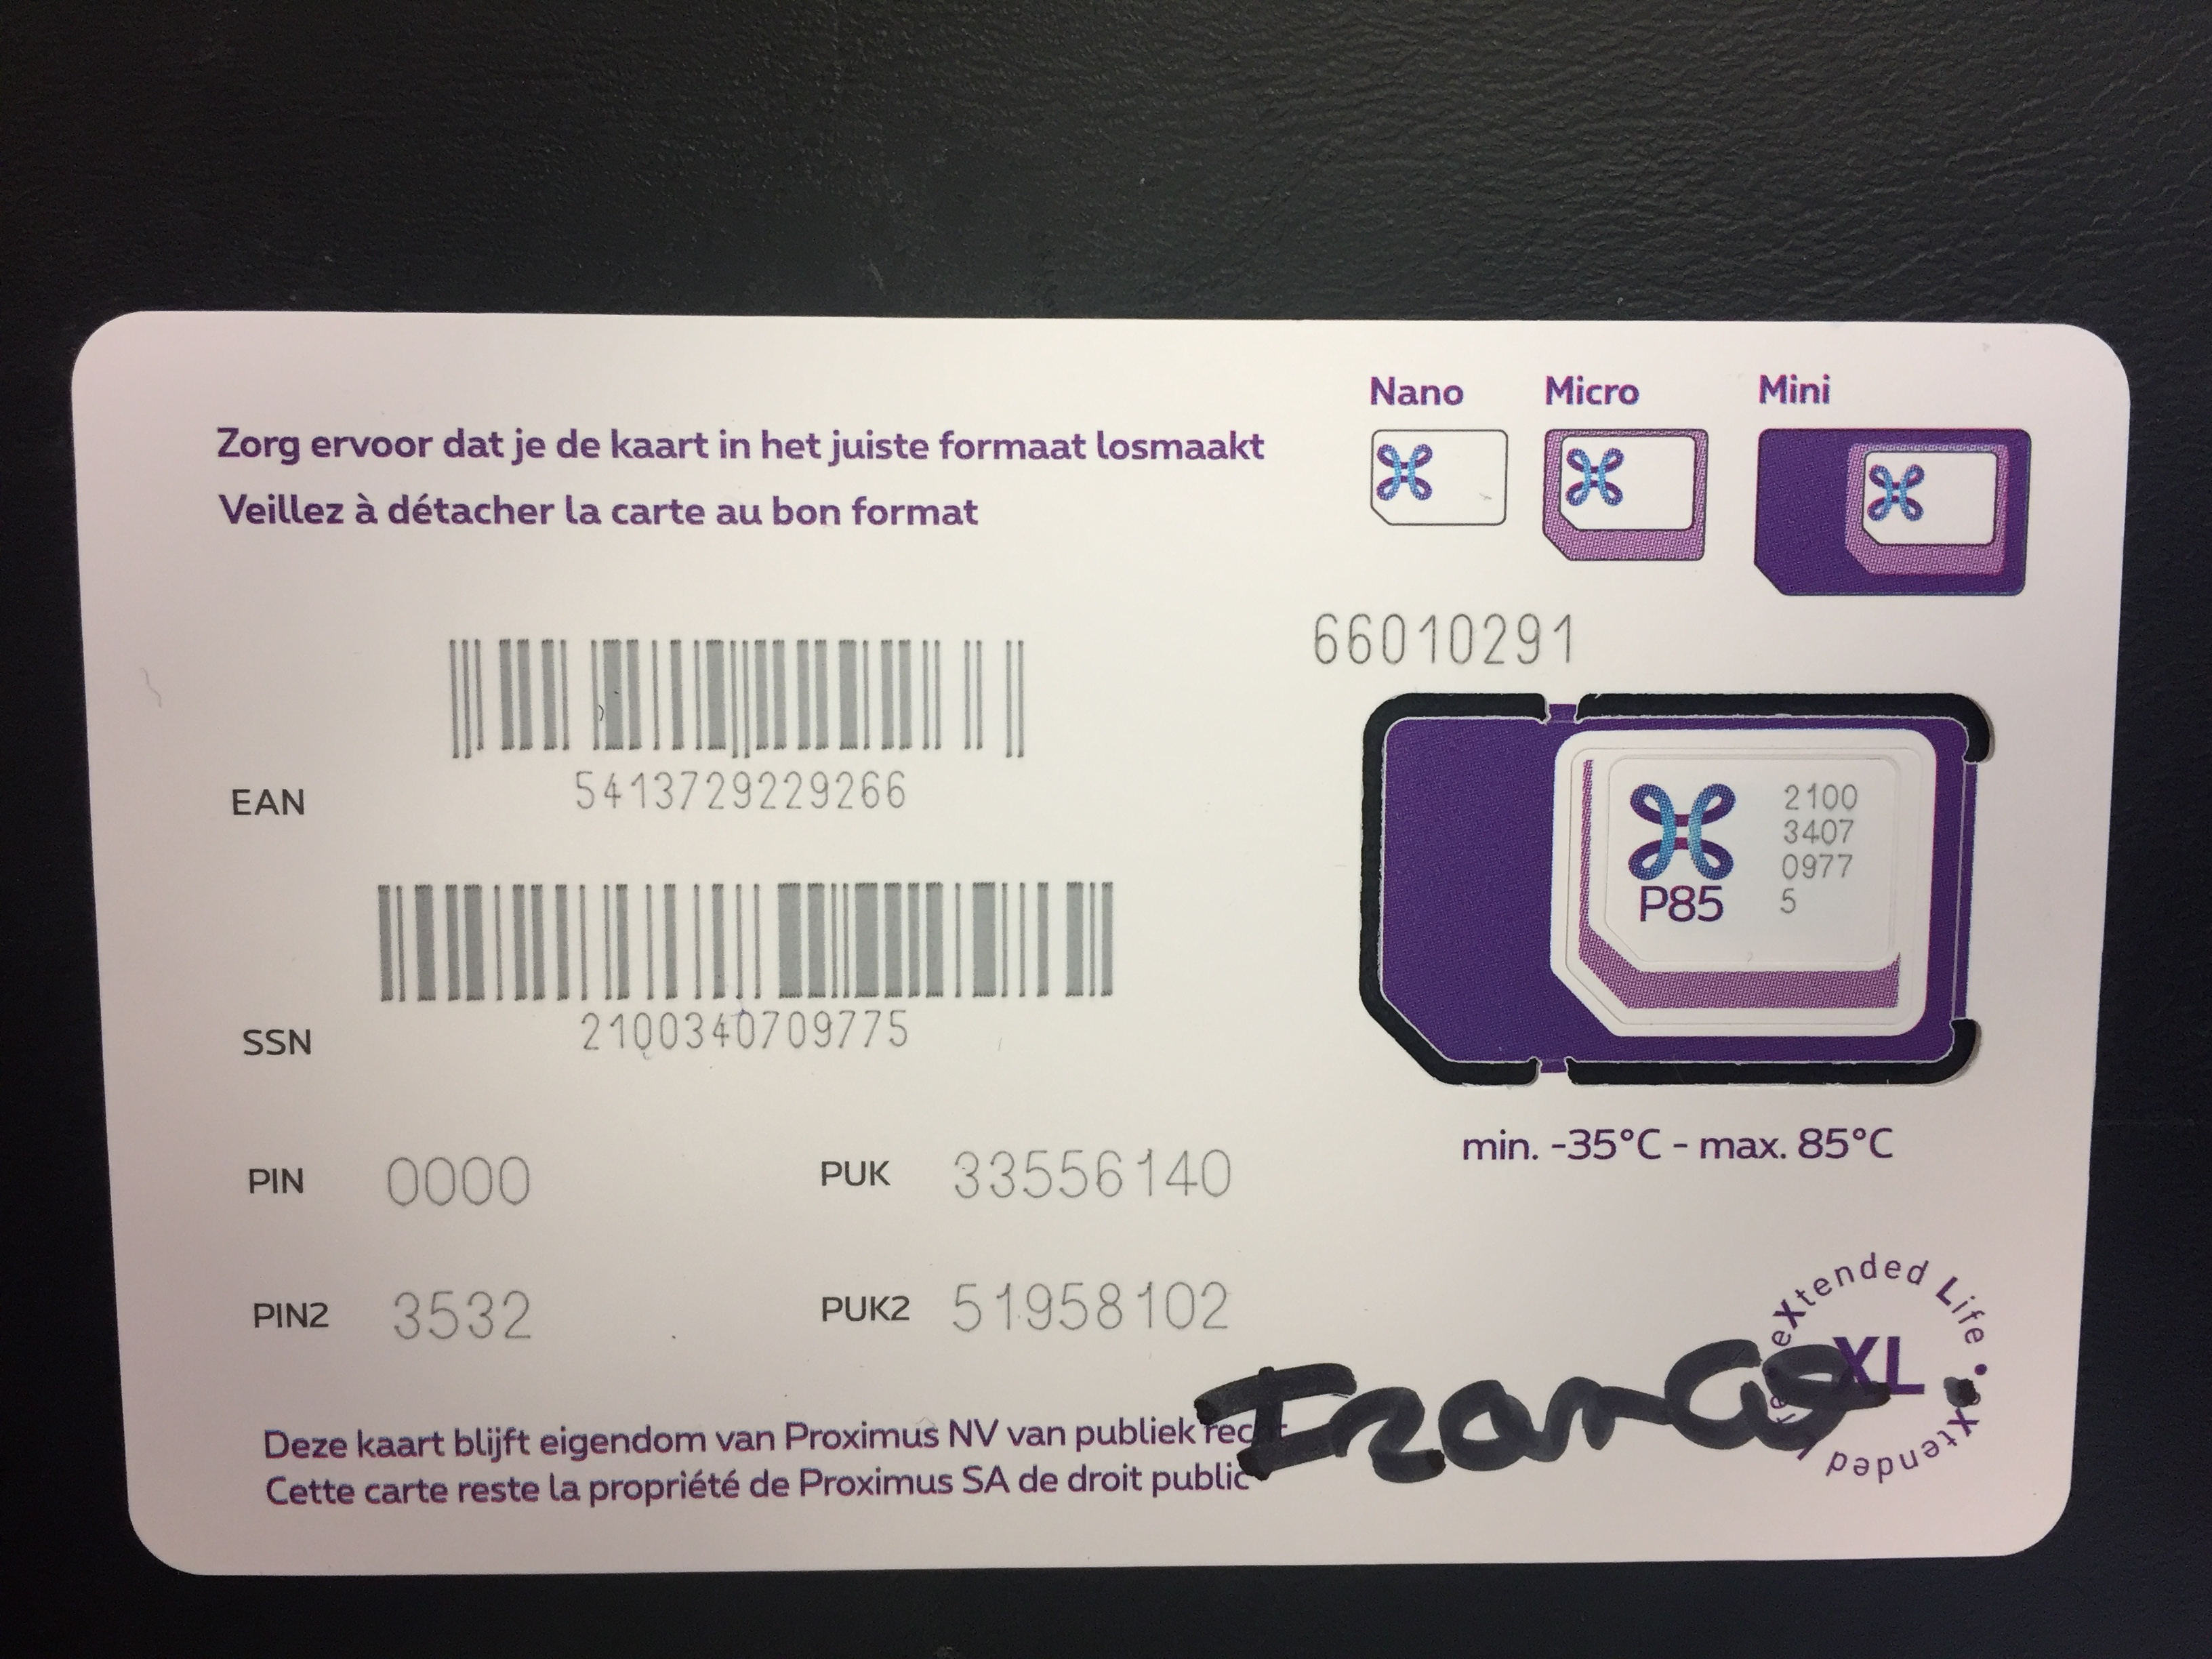 Nano Micro Mini
Zorg ervoor dat je de kaart in het juiste formaat losmaakt
Veillez à détacher la carte au bon format
66010291
EAN 5413729229266
2100
3407
0977
5
P85
SSN 2100340709775
min. -35°C - max. 85°C
PIN 0000 PUK 33556140
PIN2 3532 PUK2 51958102
eXtended Life • eXtended
XL
Deze kaart blijft eigendom van Proximus NV van publiek
Cette carte reste la propriété de Proximus SA de droit public